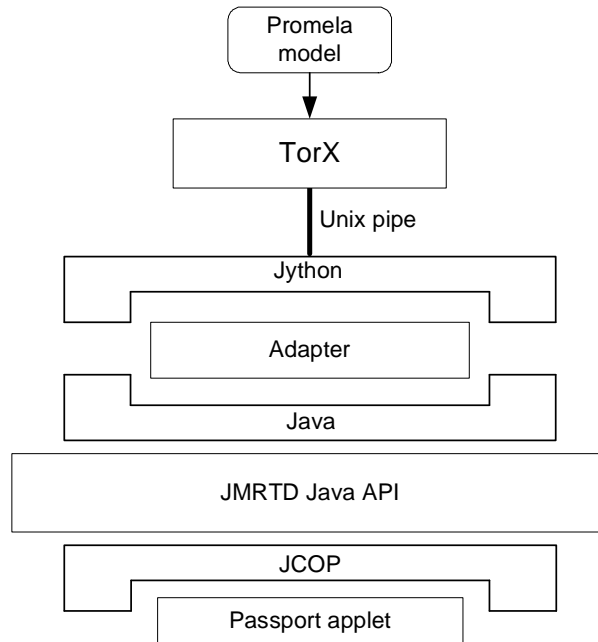 Promela
model
TorX
Unix pipe
Jython
Adapter
Java
JMRTD Java API
JCOP
Passport applet